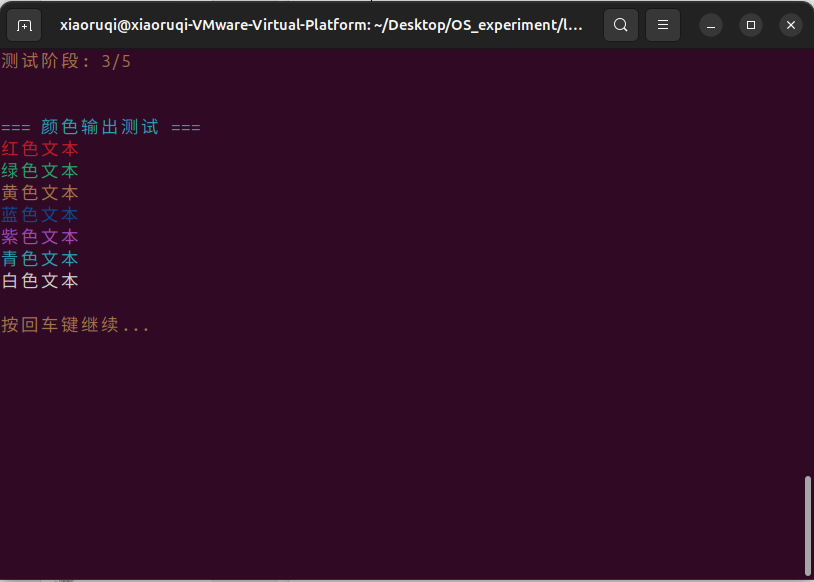 xiaoruqi@xiaoruqi-VMware-Virtual-Platform: ~/Desktop/OS_experiment/l...
测试阶段: 3/5
=== 颜色输出测试 ===
红色文本
绿色文本
黄色文本
蓝色文本
紫色文本
青色文本
白色文本
按回车键继续...